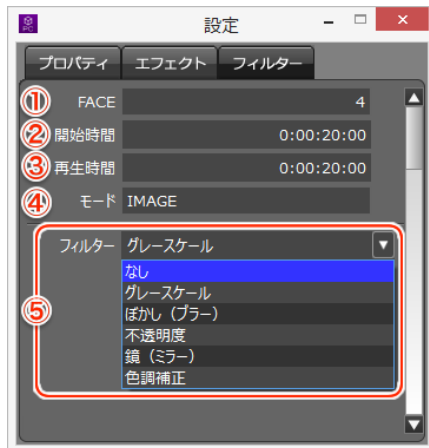 設定
プロパティ エフェクト フィルター
① FACE 4
② 開始時間 0:00:20:00
③ 再生時間 0:00:20:00
④ モード IMAGE
フィルター グレースケール
なし
グレースケール
⑤ ぼかし（ブラー）
不透明度
鏡（ミラー）
色調補正